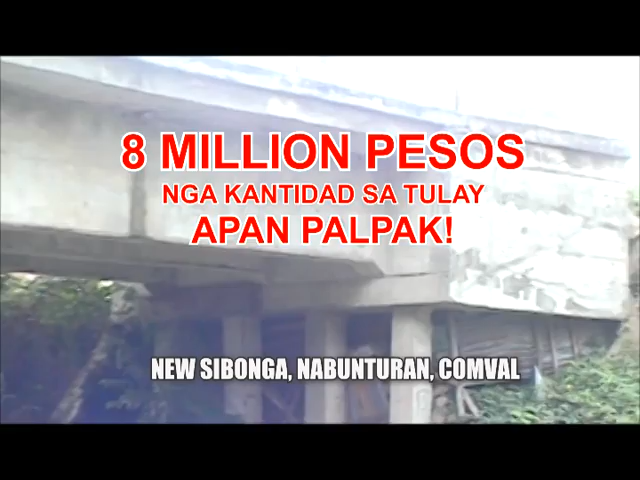 8 MILLION PESOS
NGA KANTIDAD SA TULAY
APAN PALPAK!
NEW SIBONGA, NABUNTURAN, COMVAL